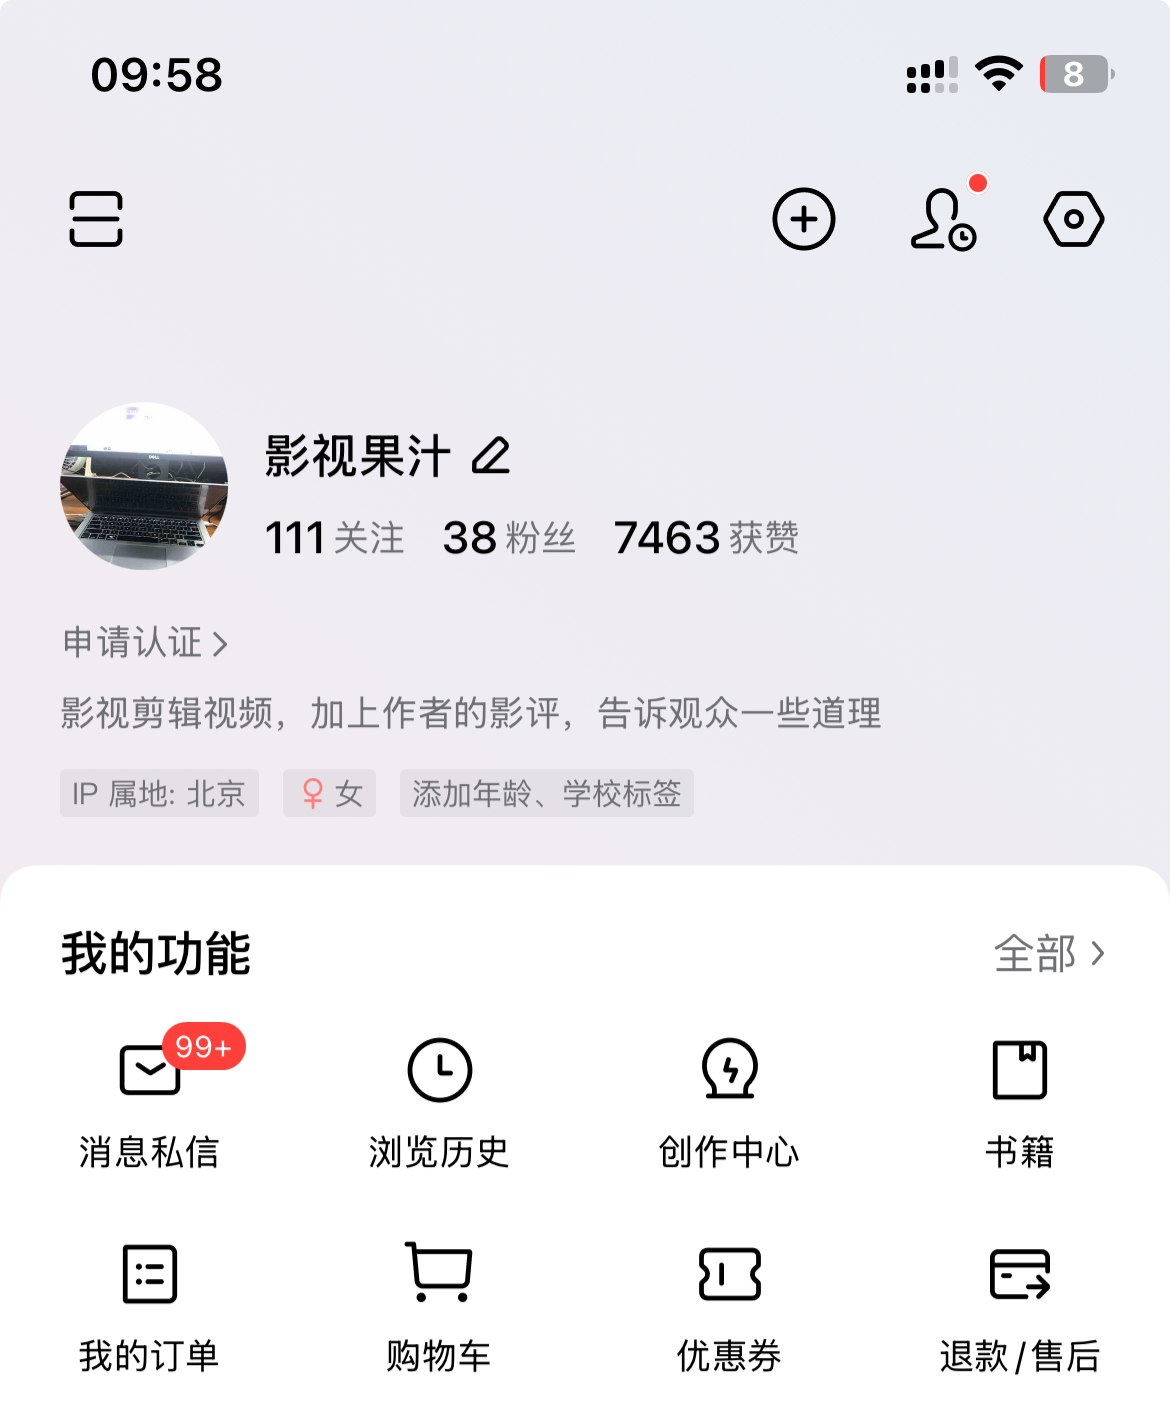 09:58
8
影视果汁
111 关注 38 粉丝 7463 获赞
申请认证
影视剪辑视频，加上作者的影评，告诉观众一些道理
IP 属地: 北京 女 添加年龄、学校标签
我的功能 全部
99+
消息私信 浏览历史 创作中心 书籍
我的订单 购物车 优惠券 退款/售后